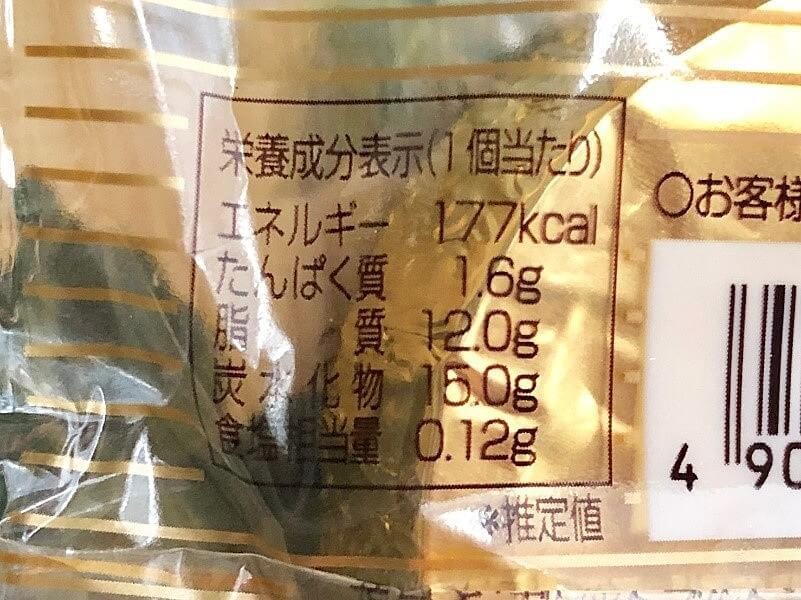 栄養成分表示(1個当たり)
エネルギー 177kcal
たんぱく質 1.6g
脂質 12.0g
炭水化物 15.0g
食塩相当量 0.12g
*推定値
〇お客様
4 90